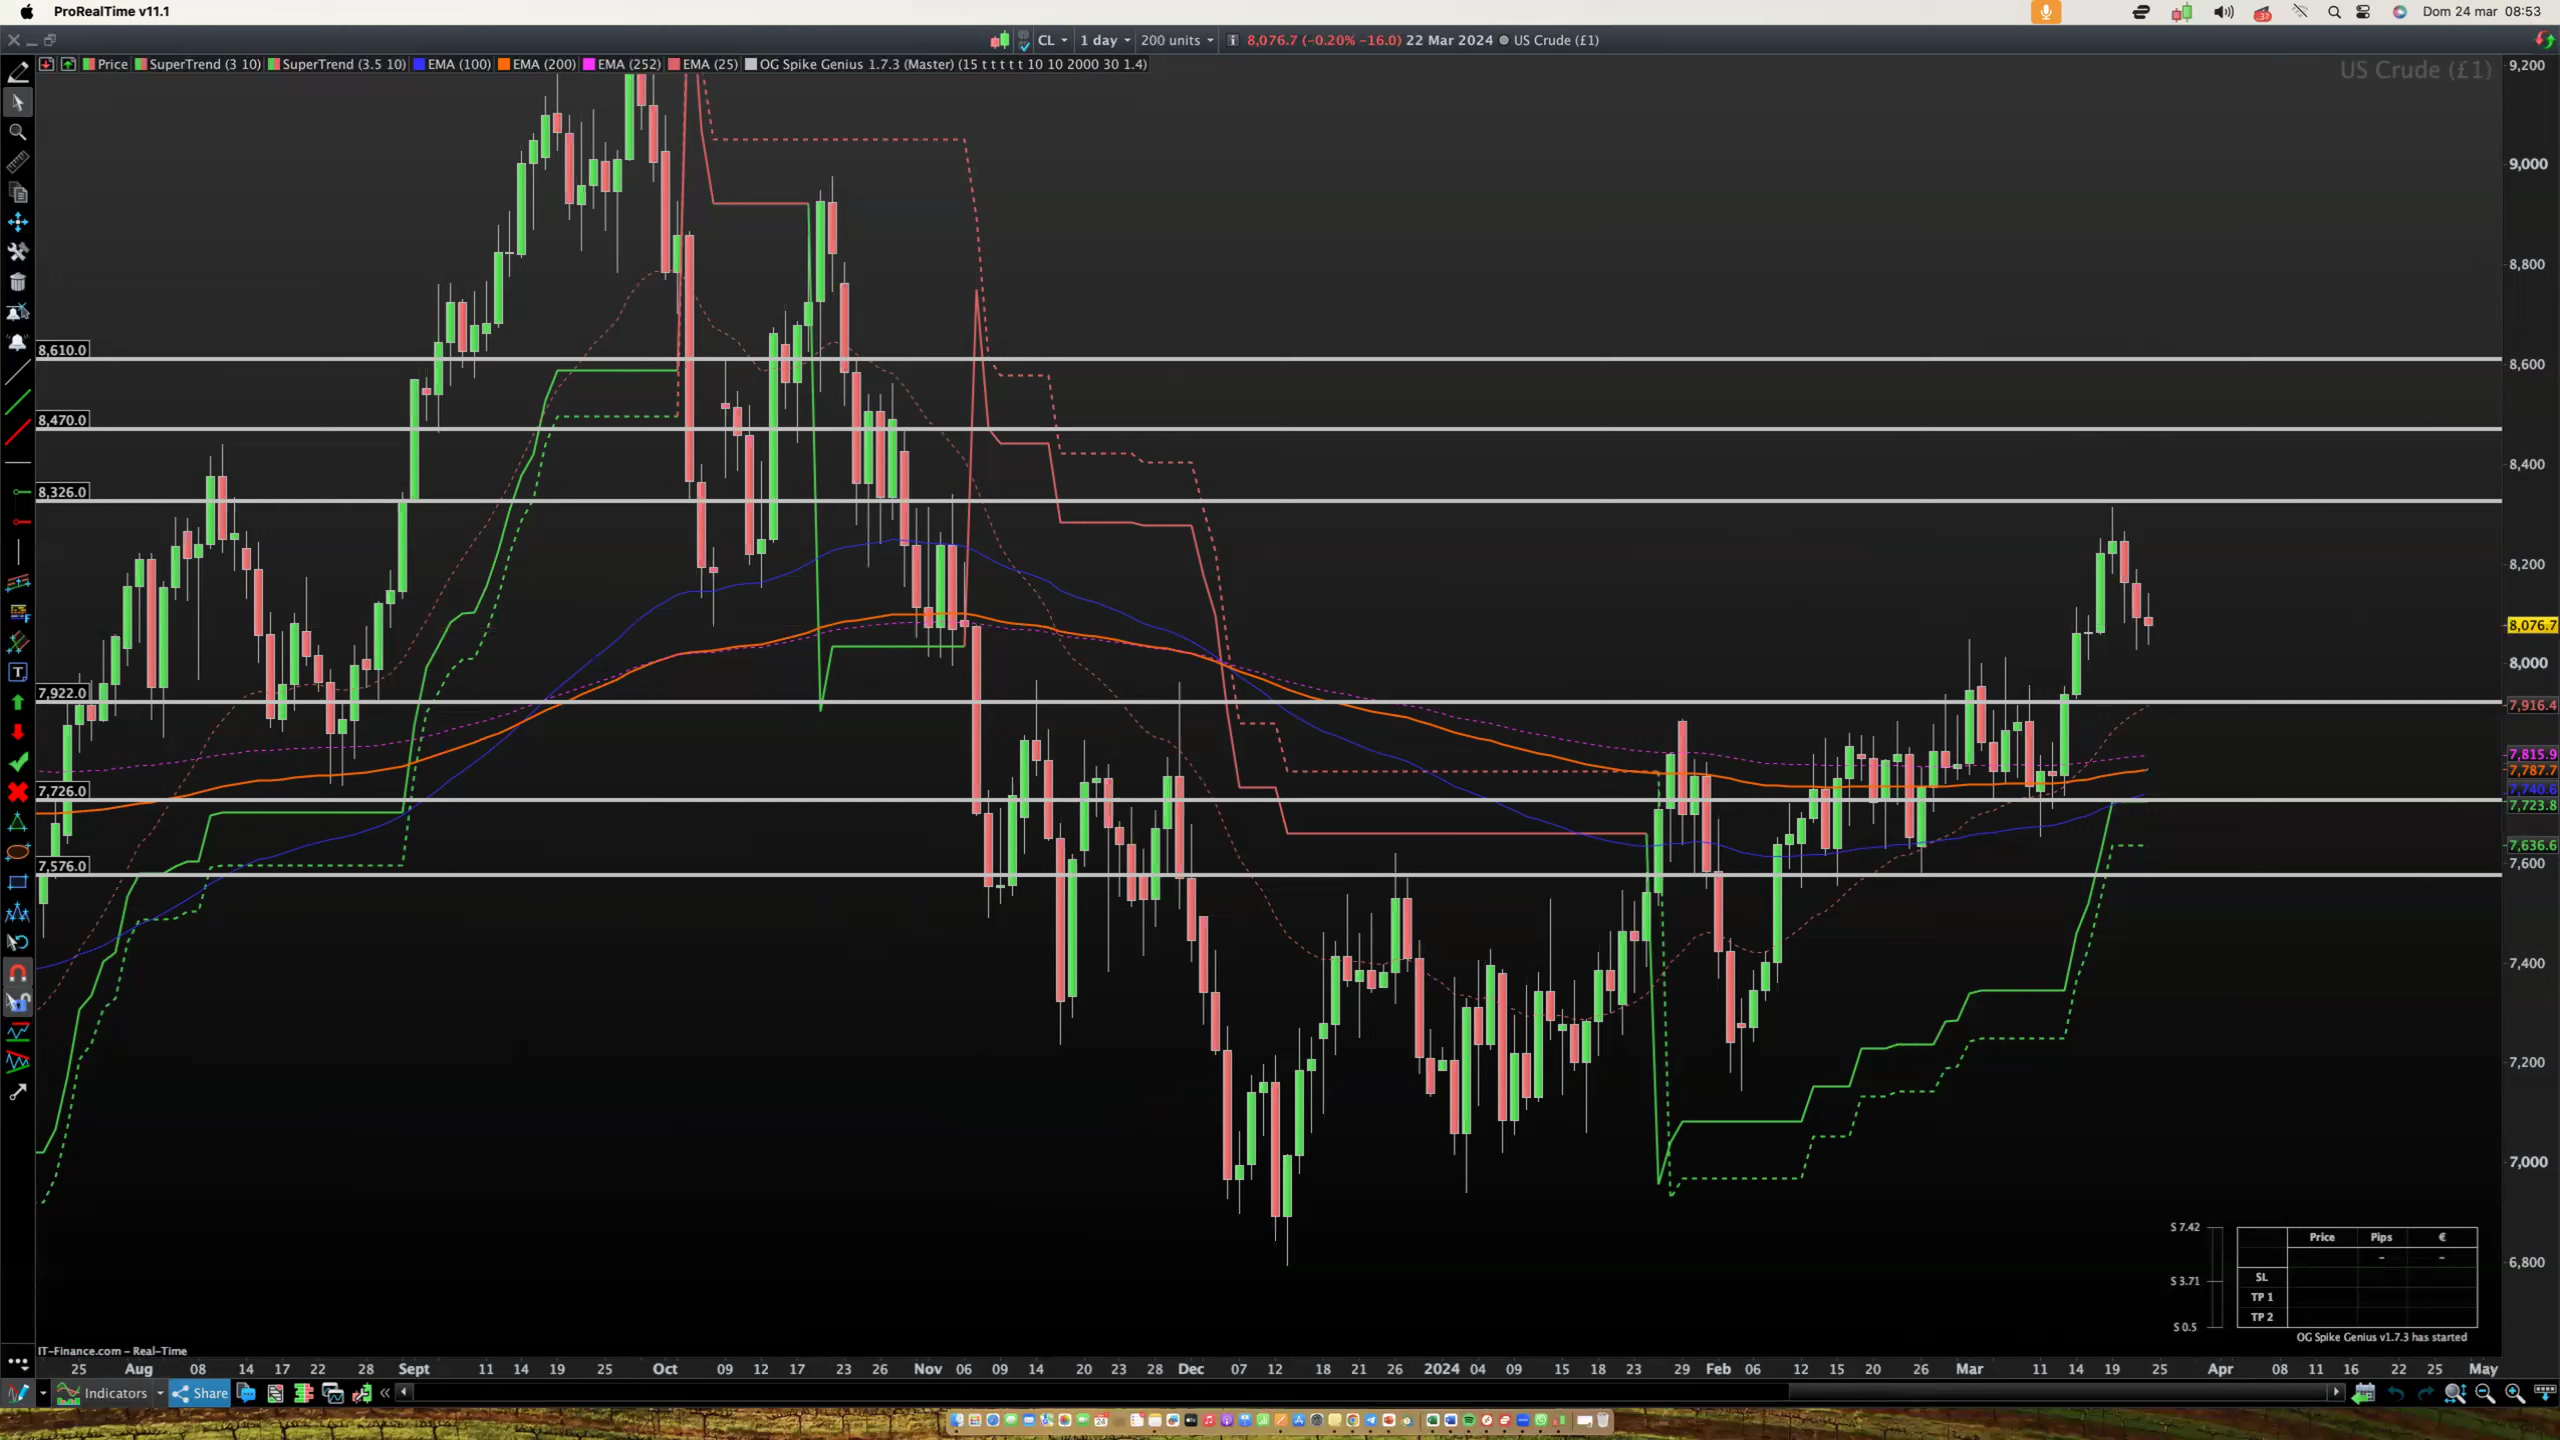 ProRealTime v11.1
Dom 24 mar 08:53
CL 1 day 200 units 8,076.7 (-0.20% -16.0) 22 Mar 2024 US Crude (£1)
Price SuperTrend (3 10) SuperTrend (3.5 10) EMA (100) EMA (200) EMA (252) EMA (25) OG Spike Genius 1.7.3 (Master) (15 t t t t t 10 10 2000 30 1.4)
US Crude (£1)
9,200
9,000
8,800
8,610.0
8,600
8,470.0
8,400
8,326.0
8,200
8,076.7
8,000
7,922.0
7,916.4
7,815.9
7,787.7
7,726.0
7,740.6
7,723.8
7,636.6
7,576.0
7,600
7,400
7,200
7,000
6,800
$ 7.42
$ 3.71
$ 0.5
Price Pips €
– –
SL
TP 1
TP 2
OG Spike Genius v1.7.3 has started
IT-Finance.com - Real-Time
25 Aug 08 14 17 22 28 Sept 11 14 19 25 Oct 09 12 17 23 26 Nov 06 09 14 20 23 28 Dec 07 12 18 21 26 2024 04 09 15 18 23 29 Feb 06 12 15 20 26 Mar 11 14 19 25 Apr 08 11 16 22 25 May
Indicators Share